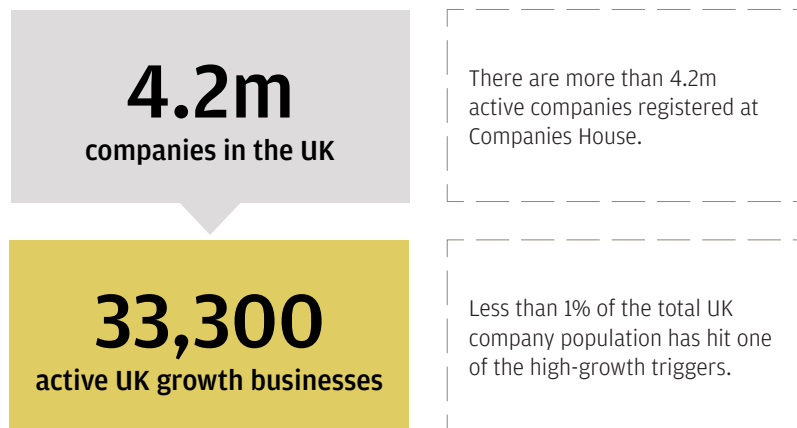 4.2m
companies in the UK
There are more than 4.2m
active companies registered at
Companies House.
33,300
active UK growth businesses
Less than 1% of the total UK
company population has hit one
of the high-growth triggers.